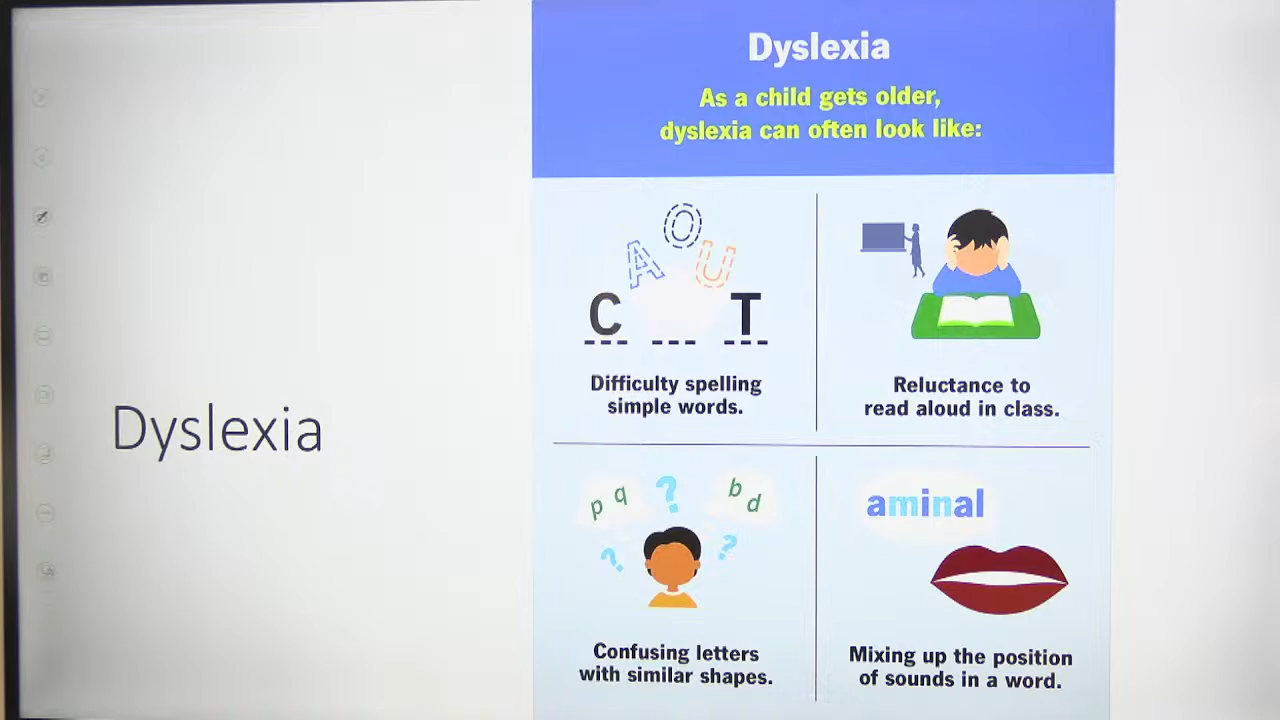 Dyslexia
Dyslexia
As a child gets older,
dyslexia can often look like:
A O U
C T
Difficulty spelling
simple words.
Reluctance to
read aloud in class.
p q ? b d
? ?
Confusing letters
with similar shapes.
aminal
Mixing up the position
of sounds in a word.